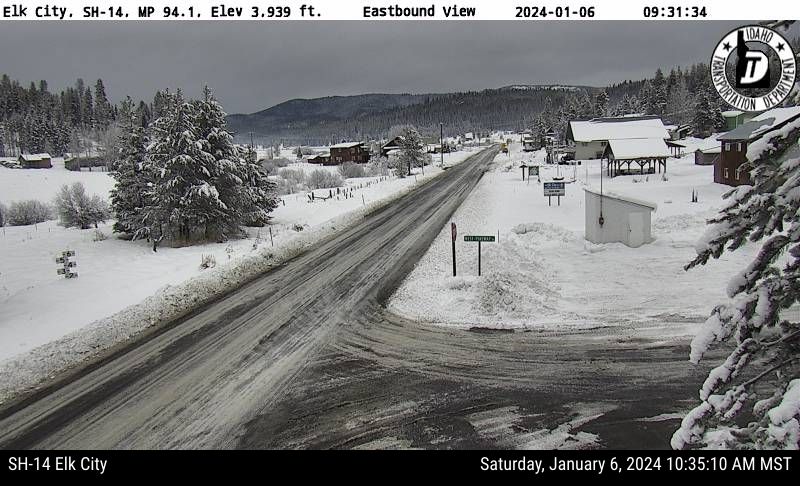 Elk City, SH-14, MP 94.1, Elev 3,939 ft. Eastbound View 2024-01-06 09:31:34
IDAHO
TRANSPORTATION DEPARTMENT
SH-14 Elk City Saturday, January 6, 2024 10:35:10 AM MST